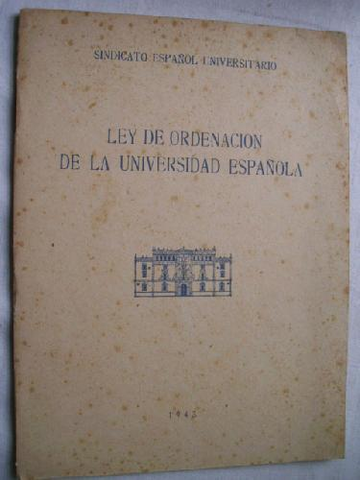 SINDICATO ESPAÑOL UNIVERSITARIO
LEY DE ORDENACION
DE LA UNIVERSIDAD ESPAÑOLA
1943